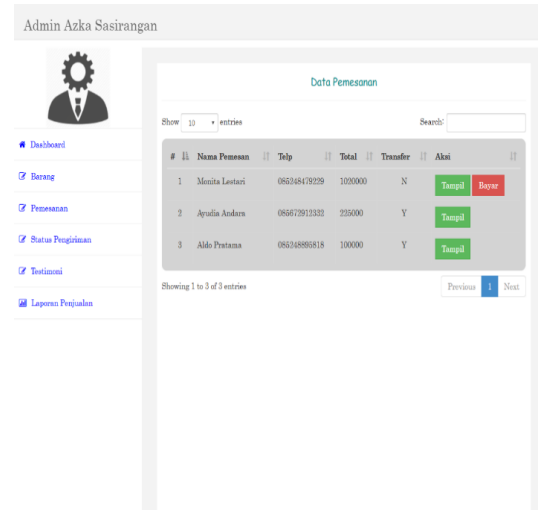 Admin Azka Sasirangan
Dashboard
Barang
Pemesanan
Status Pengiriman
Testimoni
Laporan Penjualan
Data Pemesanan
Show 10 entries Search:
# Nama Pemesan Telp Total Transfer Aksi
1 Monita Lestari 085248479229 1020000 N Tampil Bayar
2 Ayudia Andara 085672912332 225000 Y Tampil
3 Aldo Pratama 085248895818 100000 Y Tampil
Showing 1 to 3 of 3 entries Previous 1 Next